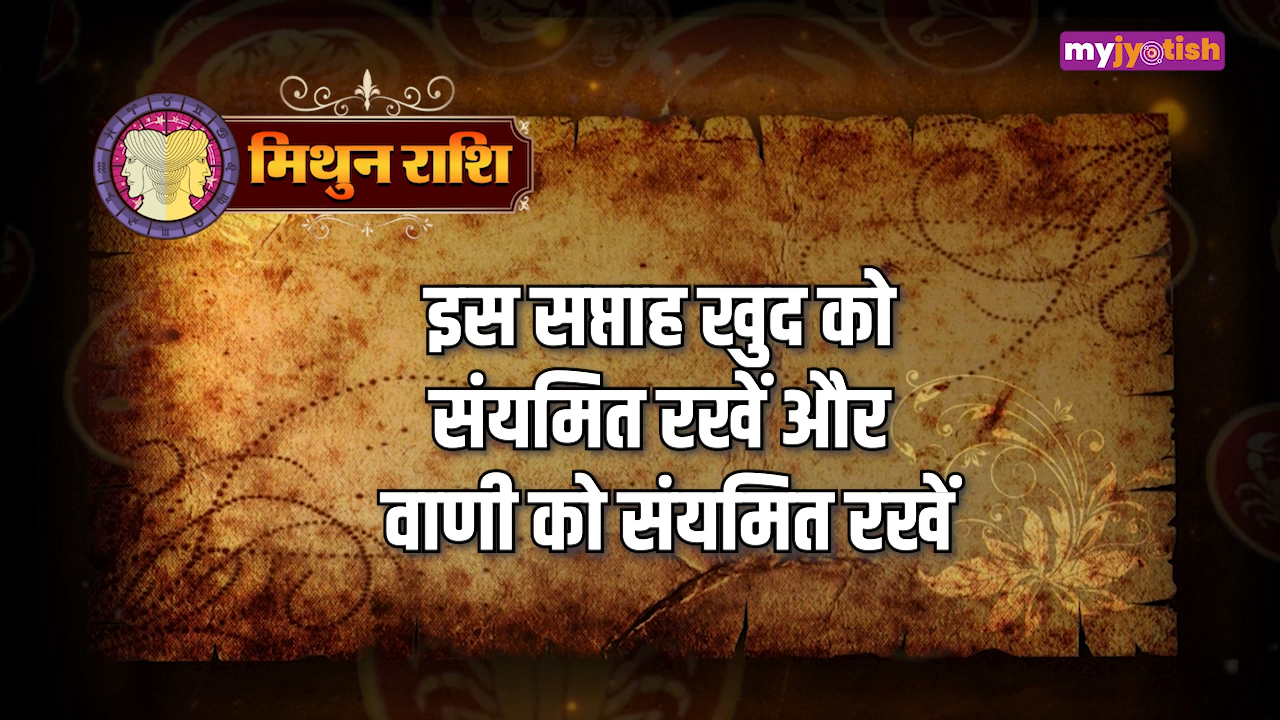 myjyotish
मिथुन राशि
इस सप्ताह खुद को
संयमित रखें और
वाणी को संयमित रखें